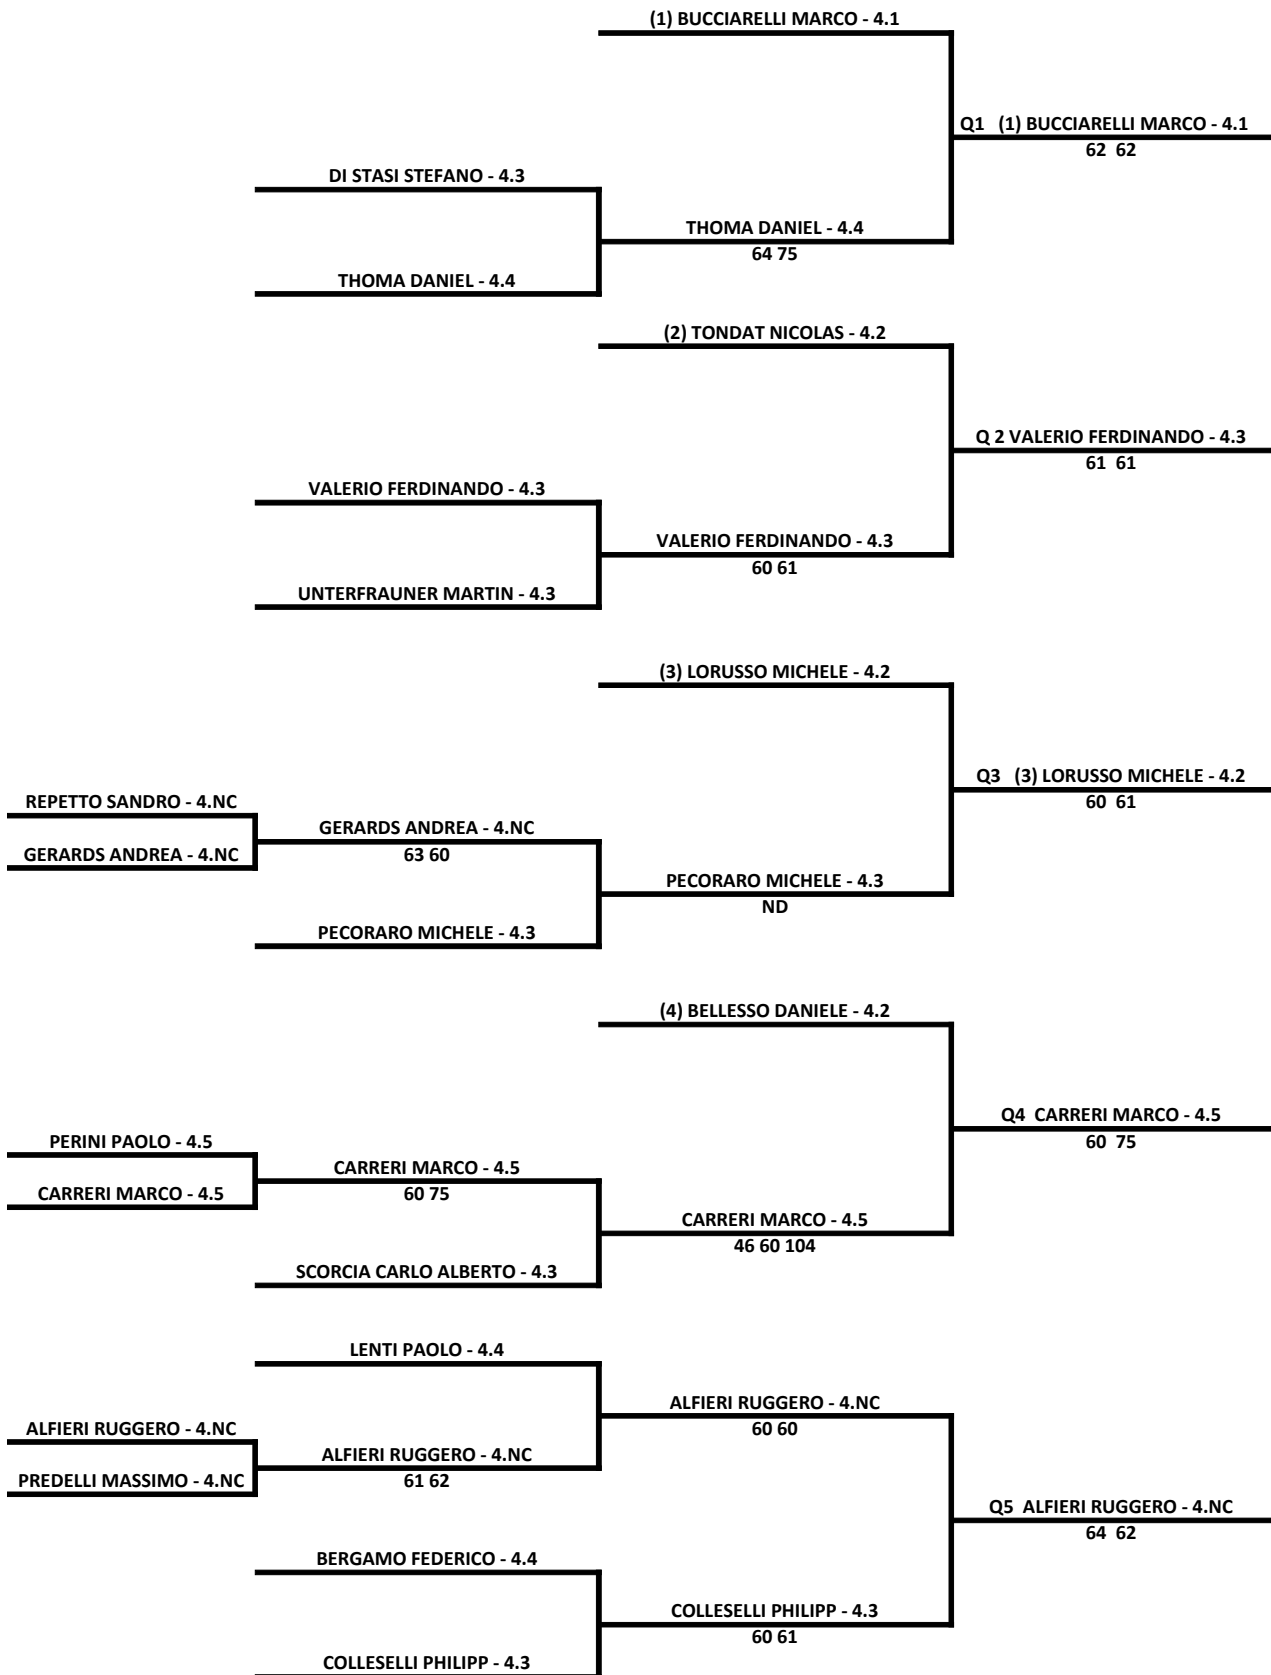 (1) BUCCIARELLI MARCO - 4.1
Q1 (1) BUCCIARELLI MARCO - 4.1
62 62
DI STASI STEFANO - 4.3
THOMA DANIEL - 4.4
64 75
THOMA DANIEL - 4.4
(2) TONDAT NICOLAS - 4.2
Q 2 VALERIO FERDINANDO - 4.3
61 61
VALERIO FERDINANDO - 4.3
VALERIO FERDINANDO - 4.3
60 61
UNTERFRAUNER MARTIN - 4.3
(3) LORUSSO MICHELE - 4.2
Q3 (3) LORUSSO MICHELE - 4.2
60 61
REPETTO SANDRO - 4.NC
GERARDS ANDREA - 4.NC
63 60
GERARDS ANDREA - 4.NC
PECORARO MICHELE - 4.3
ND
PECORARO MICHELE - 4.3
(4) BELLESSO DANIELE - 4.2
Q4 CARRERI MARCO - 4.5
60 75
PERINI PAOLO - 4.5
CARRERI MARCO - 4.5
60 75
CARRERI MARCO - 4.5
CARRERI MARCO - 4.5
46 60 104
SCORCIA CARLO ALBERTO - 4.3
LENTI PAOLO - 4.4
ALFIERI RUGGERO - 4.NC
60 60
ALFIERI RUGGERO - 4.NC
ALFIERI RUGGERO - 4.NC
61 62
PREDELLI MASSIMO - 4.NC
Q5 ALFIERI RUGGERO - 4.NC
64 62
BERGAMO FEDERICO - 4.4
COLLESELLI PHILIPP - 4.3
60 61
COLLESELLI PHILIPP - 4.3